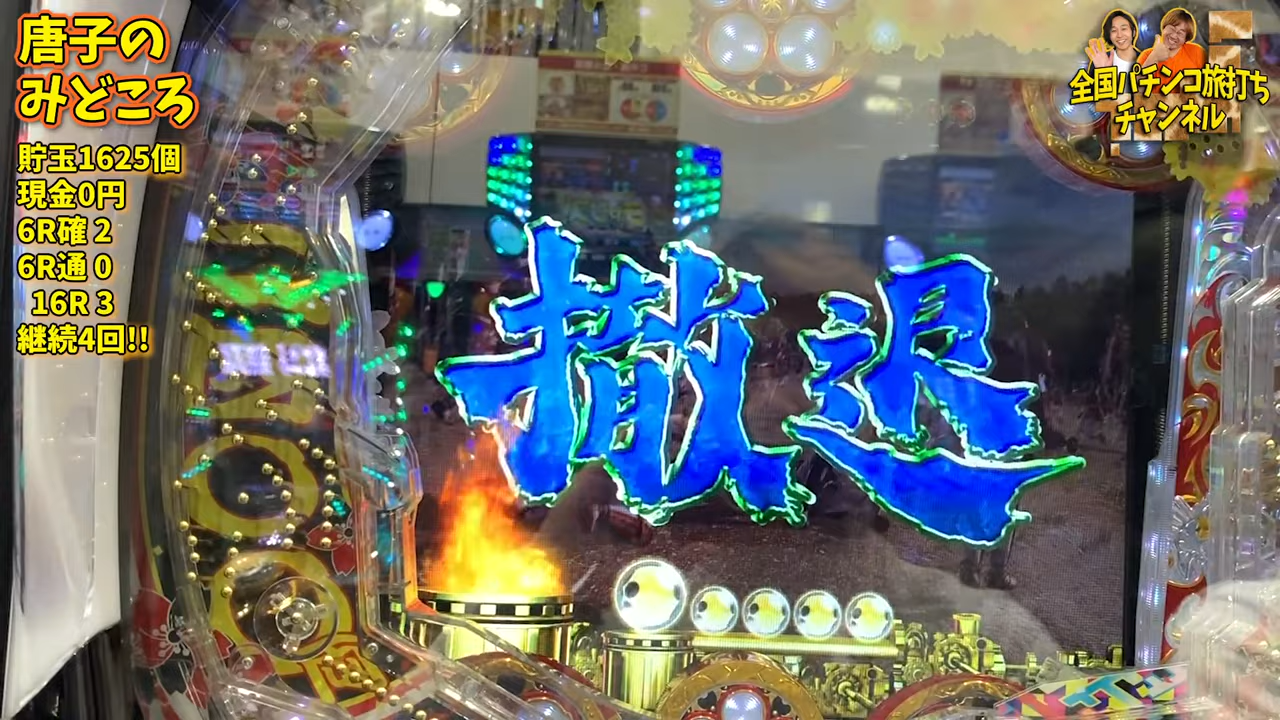 唐子の
みどころ
貯玉1625個
現金0円
6R確 2
6R通 0
16R 3
継続4回!!
全国パチンコ旅打ち
チャンネル
撤退